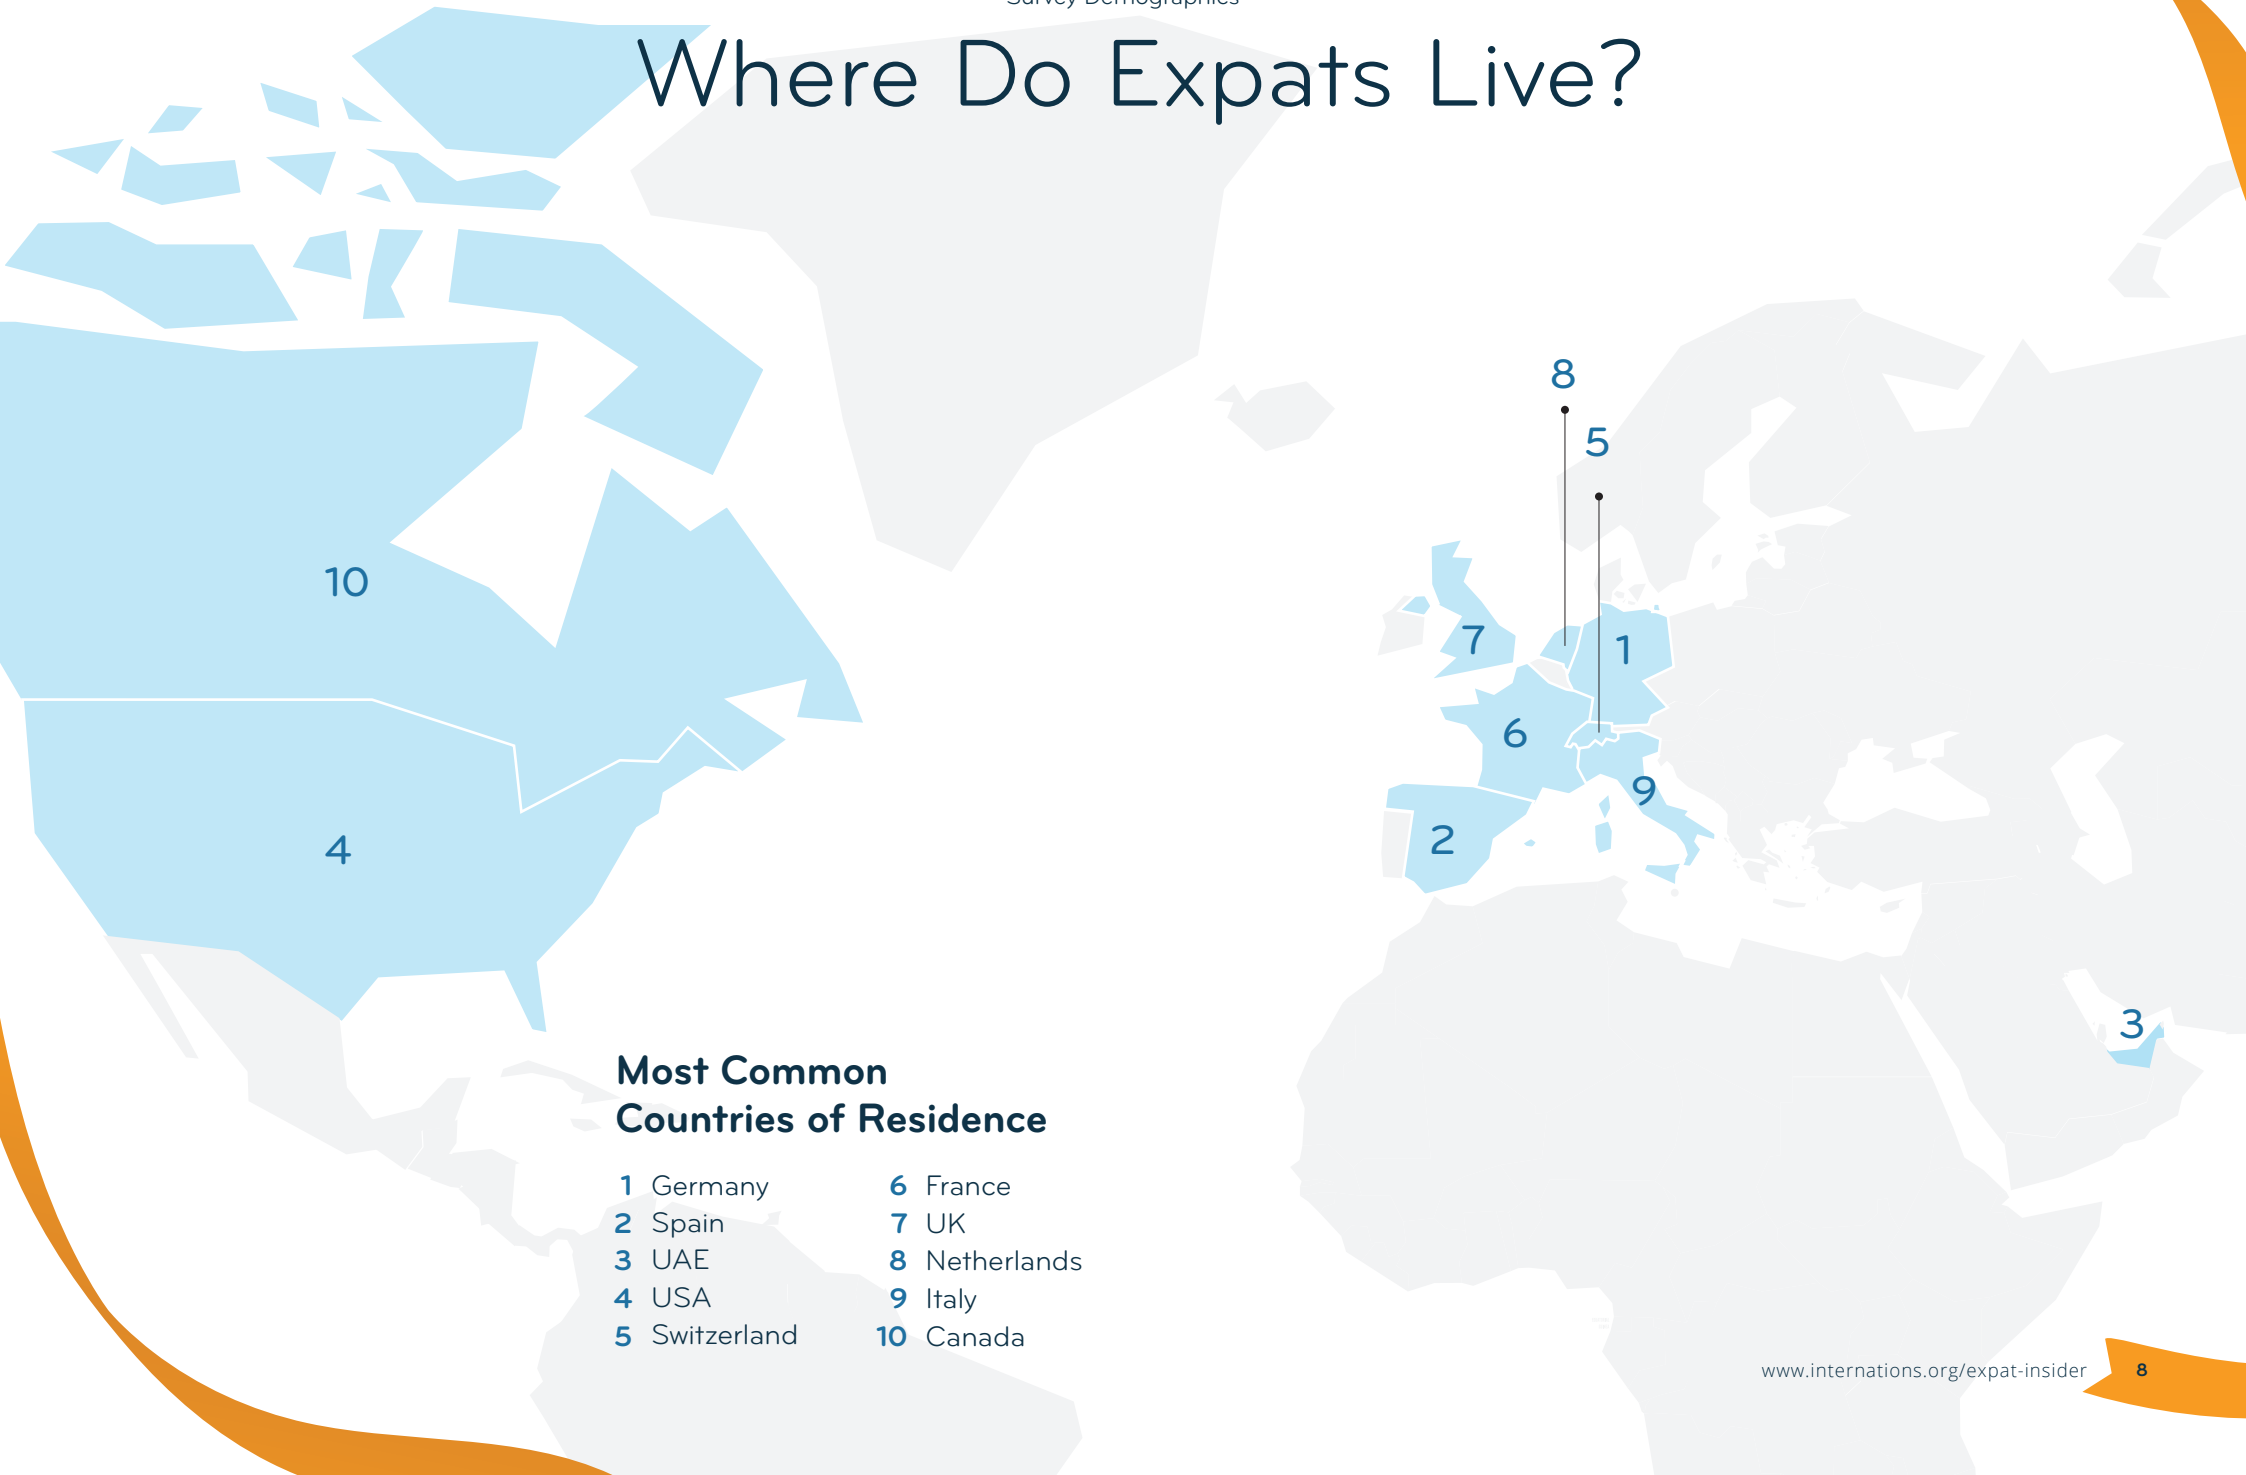 Survey Demographics
Where Do Expats Live?
8
5
10
7
1
6
9
4
2
3
Most Common
Countries of Residence
1 Germany
2 Spain
3 UAE
4 USA
5 Switzerland
6 France
7 UK
8 Netherlands
9 Italy
10 Canada
www.internations.org/expat-insider 8